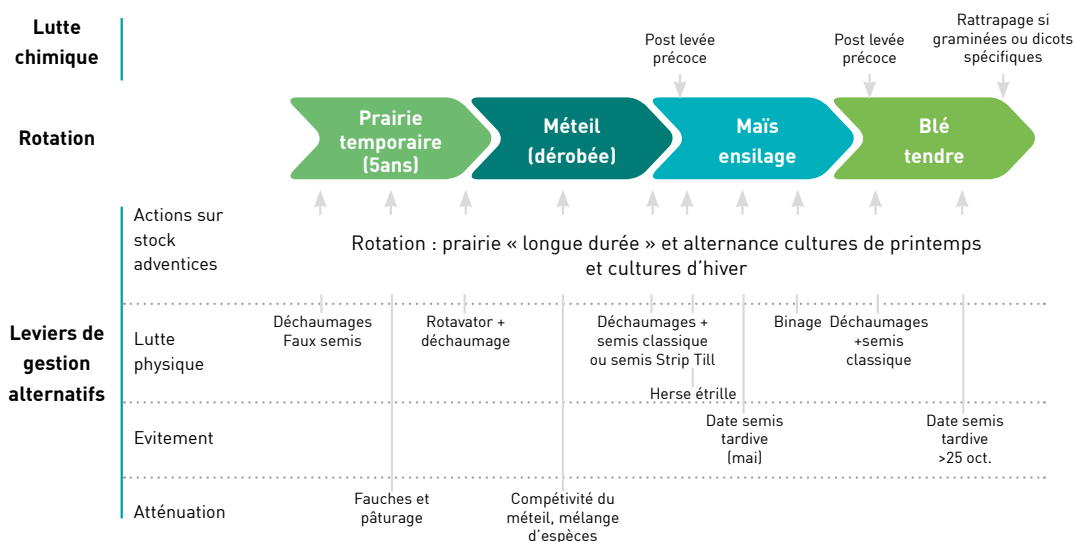 Lutte
chimique
Post levée
précoce
Post levée
précoce
Rattrapage si
graminées ou dicots
spécifiques
Rotation
Prairie
temporaire
(5ans)
Méteil
(dérobée)
Maïs
ensilage
Blé
tendre
Leviers de
gestion
alternatifs
Actions sur
stock
adventices
Rotation : prairie « longue durée » et alternance cultures de printemps
et cultures d’hiver
Lutte
physique
Déchaumages
Faux semis
Rotavator +
déchaumage
Déchaumages +
semis classique
ou semis Strip Till
Herse étrille
Binage
Déchaumages
+semis
classique
Evitement
Date semis
tardive
(mai)
Date semis
tardive
>25 oct.
Atténuation
Fauches et
pâturage
Compétivité du
méteil, mélange
d’espèces